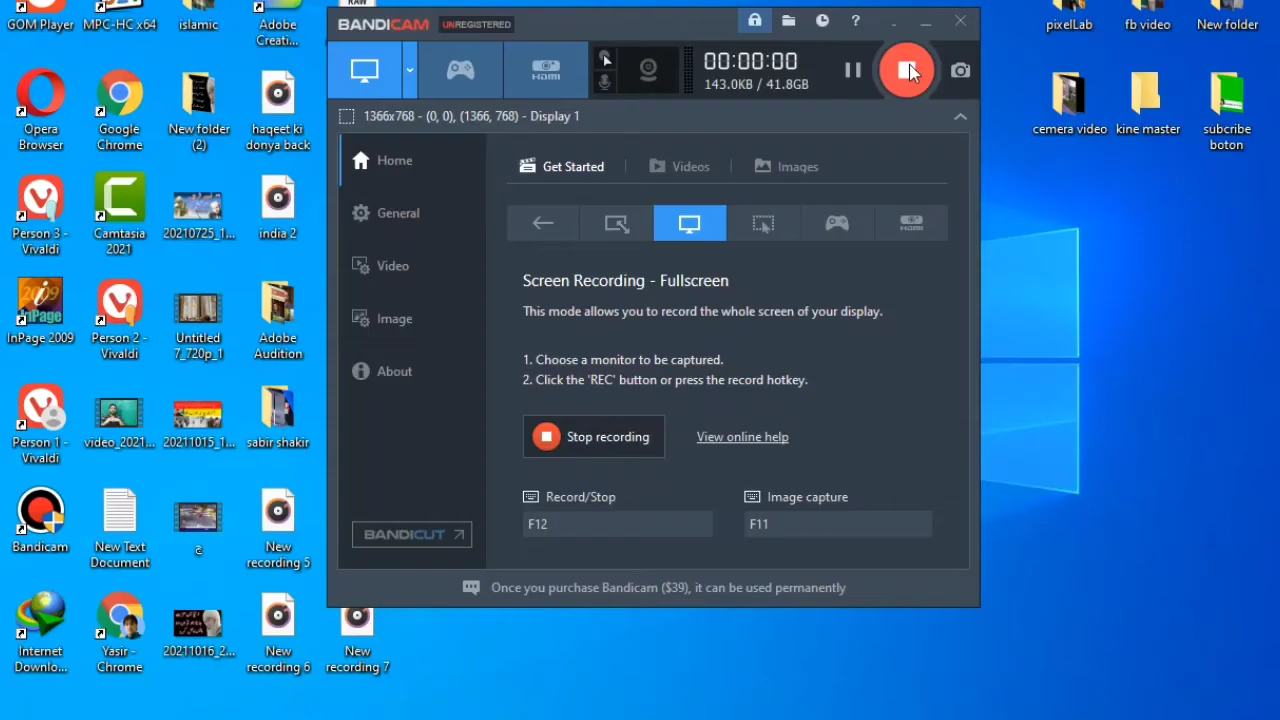 GOM Player
MPC-HC x64
islamic
Adobe
Creati...
RAW
BANDICAM UNREGISTERED
pixelLab
fb video
New folder
HDMI
00:00:00
143.0KB / 41.8GB
1366x768 - (0, 0), (1366, 768) - Display 1
Opera
Browser
Google
Chrome
New folder
(2)
haqeet ki
donya back
cemera video
kine master
subcribe
boton
Home
General
Video
Image
About
Get Started
Videos
Images
HDMI
Screen Recording - Fullscreen
This mode allows you to record the whole screen of your display.
1. Choose a monitor to be captured.
2. Click the 'REC' button or press the record hotkey.
Stop recording
View online help
Record/Stop
Image capture
F12
F11
BANDICUT
Once you purchase Bandicam ($39), it can be used permanently
Person 3 -
Vivaldi
Camtasia
2021
20210725_1...
india 2
2009
InPage
InPage 2009
Person 2 -
Vivaldi
Untitled
7_720p_1
Adobe
Audition
Person 1 -
Vivaldi
video_2021...
20211015_1...
sabir shakir
Bandicam
New Text
Document
ح
New
recording 5
Internet
Downlo...
Yasir -
Chrome
20211016_2...
New
recording 6
New
recording 7